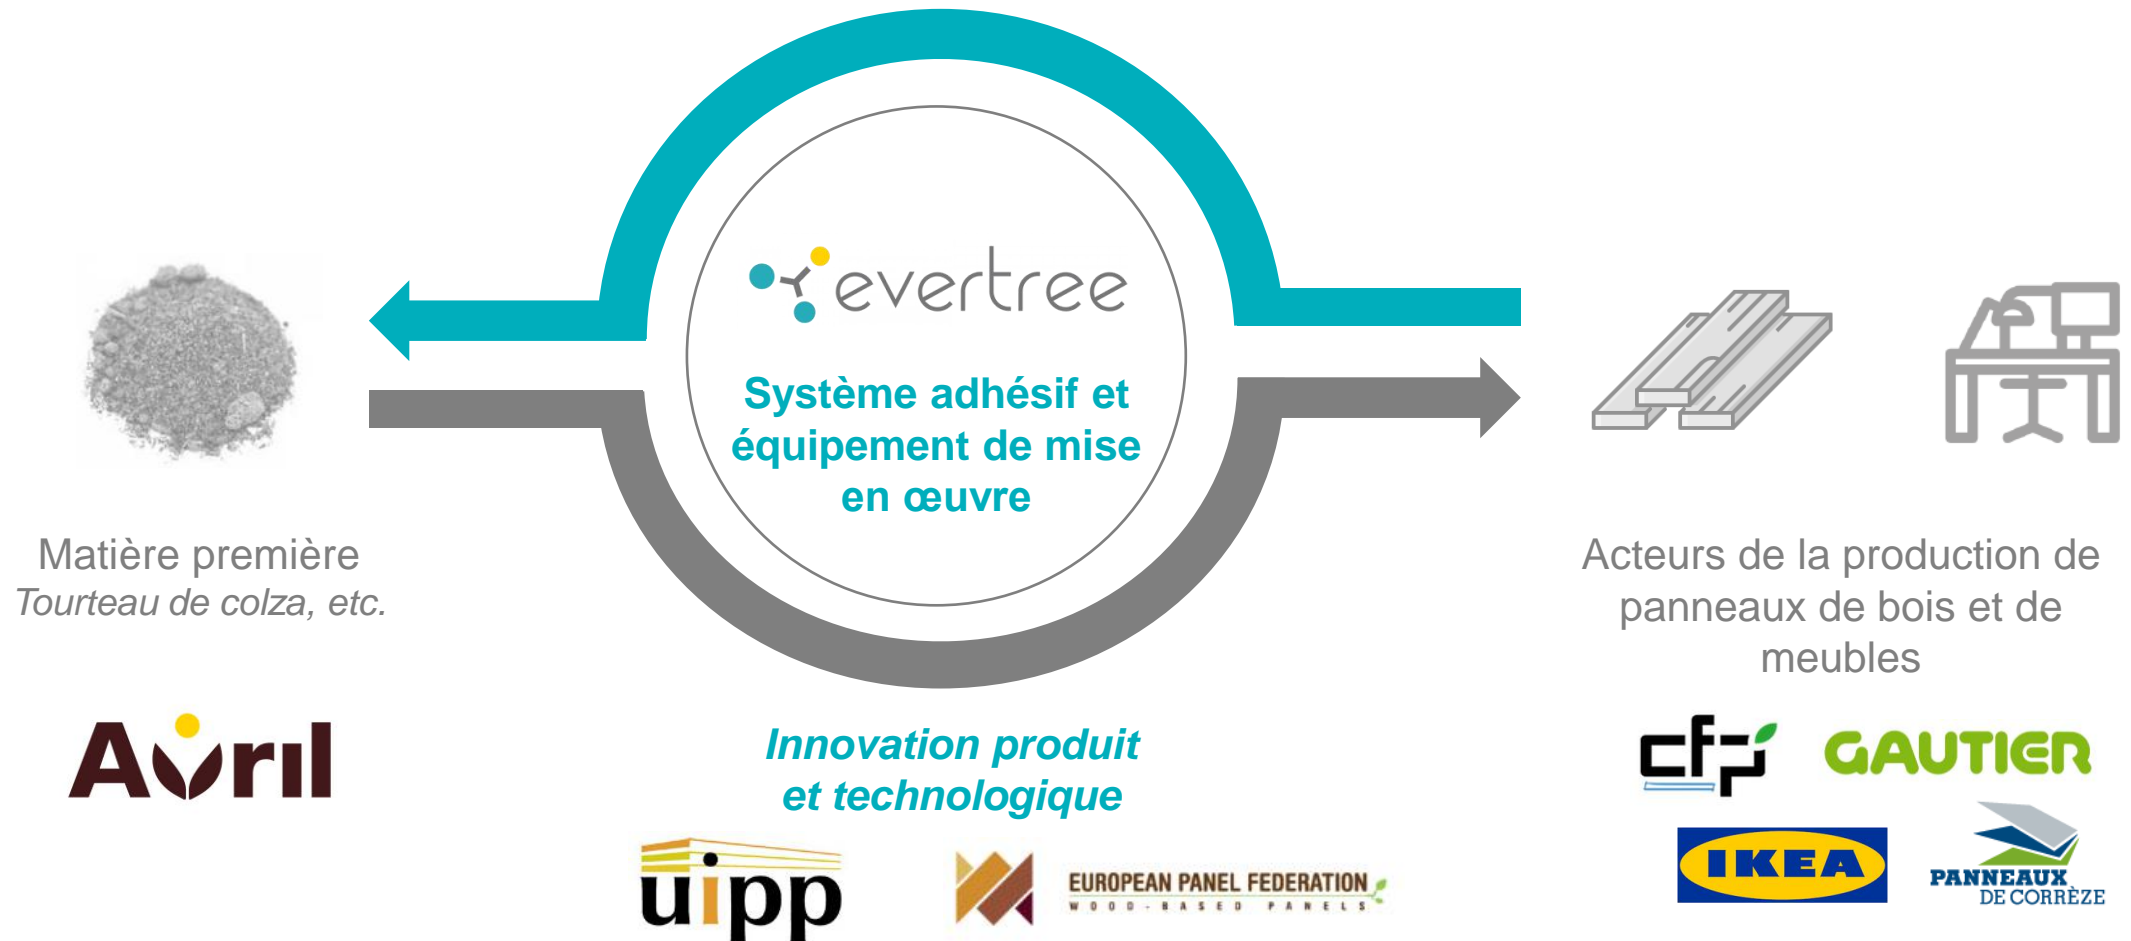 evertree
Système adhésif et
équipement de mise
en œuvre
Matière première
Tourteau de colza, etc.
Avril
Innovation produit
et technologique
uipp
EUROPEAN PANEL FEDERATION
WOOD-BASED PANELS
Acteurs de la production de
panneaux de bois et de
meubles
cfp
GAUTIER
IKEA
PANNEAUX
DE CORRÈZE